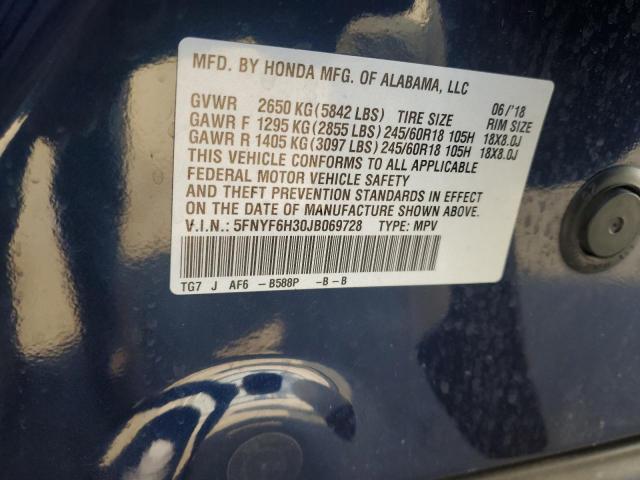 MFD. BY HONDA MFG. OF ALABAMA, LLC
06/'18
GVWR 2650 KG(5842 LBS) TIRE SIZE RIM SIZE
GAWR F 1295 KG(2855 LBS) 245/60R18 105H 18X8.0J
GAWR R 1405 KG(3097 LBS) 245/60R18 105H 18X8.0J
THIS VEHICLE CONFORMS TO ALL APPLICABLE
FEDERAL MOTOR VEHICLE SAFETY
AND THEFT PREVENTION STANDARDS IN EFFECT
ON THE DATE OF MANUFACTURE SHOWN ABOVE.
V.I.N.: 5FNYF6H30JB069728 TYPE: MPV
TG7 J AF6 -B588P -B-B